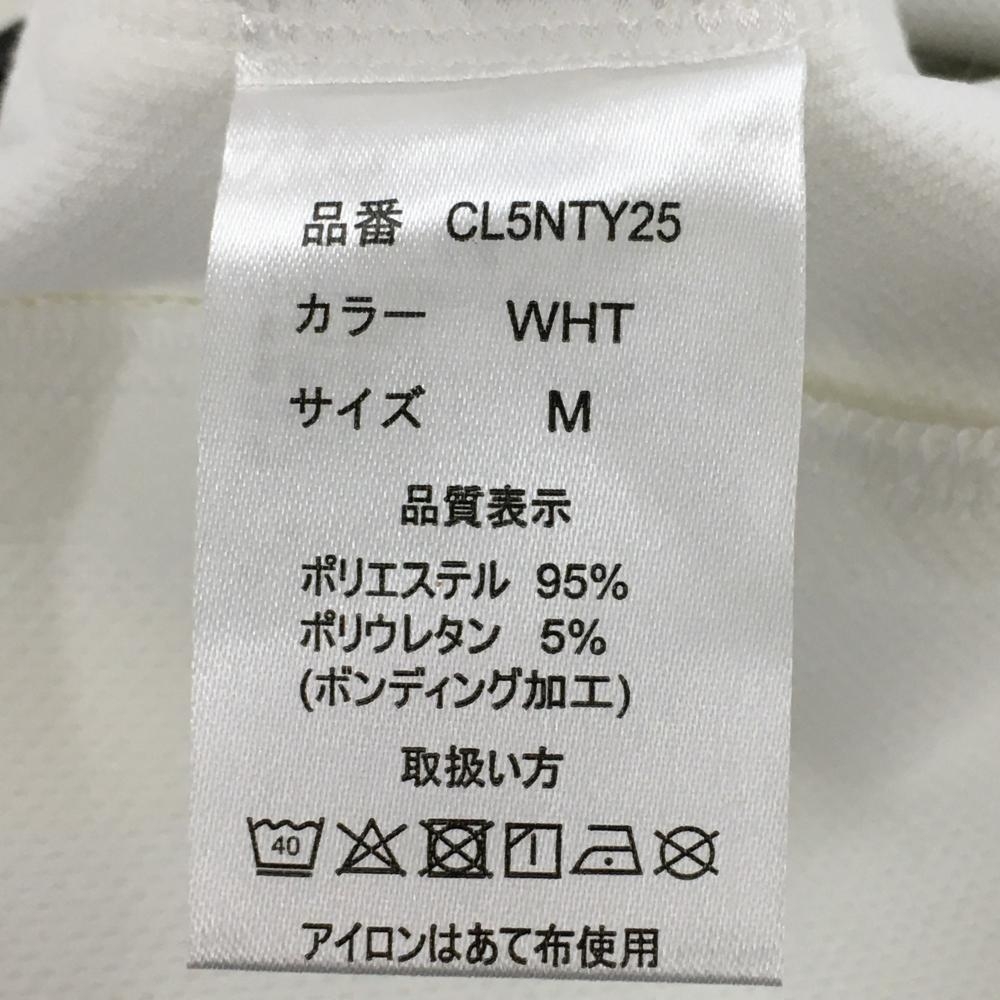 品番 CL5NTY25
カラー WHT
サイズ M
品質表示
ポリエステル 95%
ポリウレタン 5%
(ボンディング加工)
取扱い方
40
アイロンはあて布使用